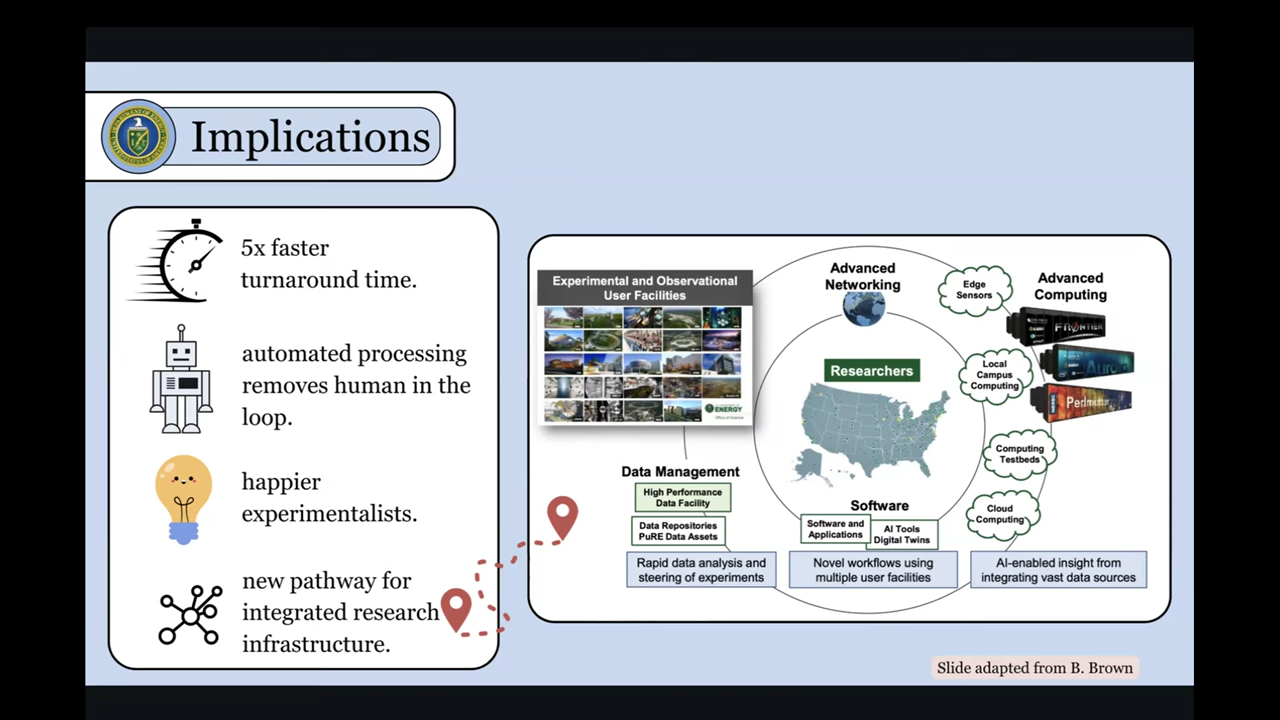 Implications
5x faster
turnaround time.
automated processing
removes human in the
loop.
happier
experimentalists.
new pathway for
integrated research
infrastructure.
Experimental and Observational
User Facilities
ENERGY
Office of Science
Advanced
Networking
Edge
Sensors
Advanced
Computing
FRONTIER
Aurora
Perlmutter
Local
Campus
Computing
Researchers
Computing
Testbeds
Cloud
Computing
Data Management
High Performance
Data Facility
Data Repositories
PuRE Data Assets
Software
Software and
Applications
AI Tools
Digital Twins
Rapid data analysis and
steering of experiments
Novel workflows using
multiple user facilities
AI-enabled insight from
integrating vast data sources
Slide adapted from B. Brown